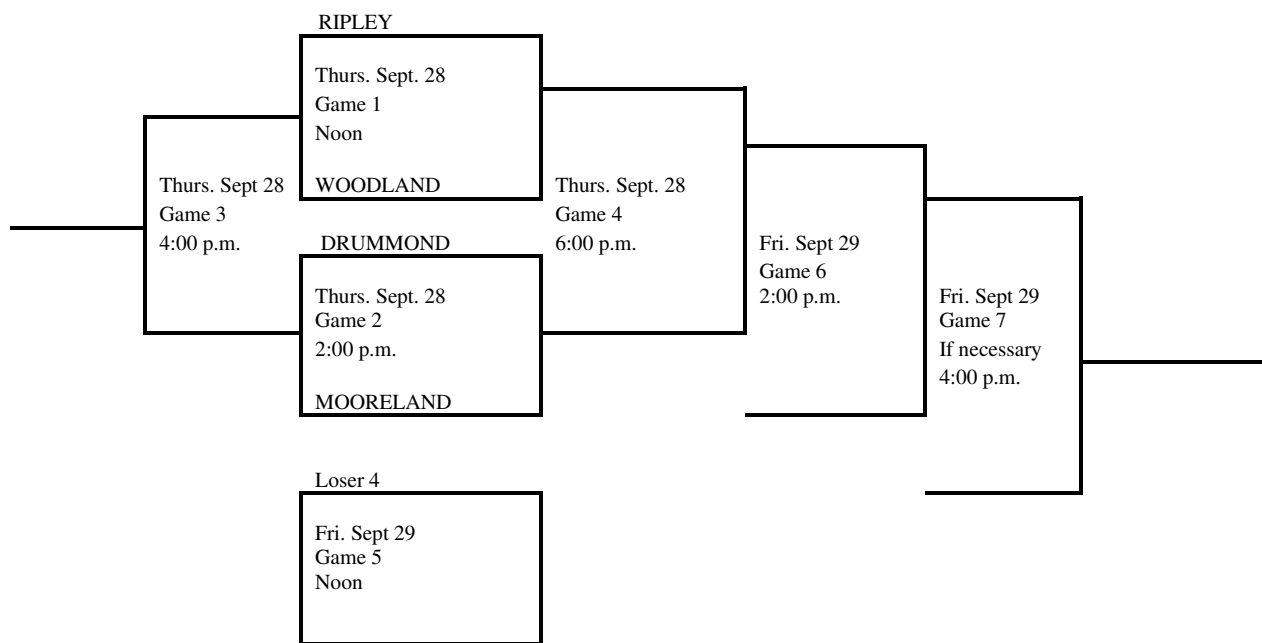 RIPLEY
Thurs. Sept. 28
Game 1
Noon
WOODLAND
Thurs. Sept 28
Game 3
4:00 p.m.
DRUMMOND
Thurs. Sept. 28
Game 2
2:00 p.m.
MOORELAND
Thurs. Sept. 28
Game 4
6:00 p.m.
Fri. Sept 29
Game 6
2:00 p.m.
Fri. Sept 29
Game 7
If necessary
4:00 p.m.
Loser 4
Fri. Sept 29
Game 5
Noon